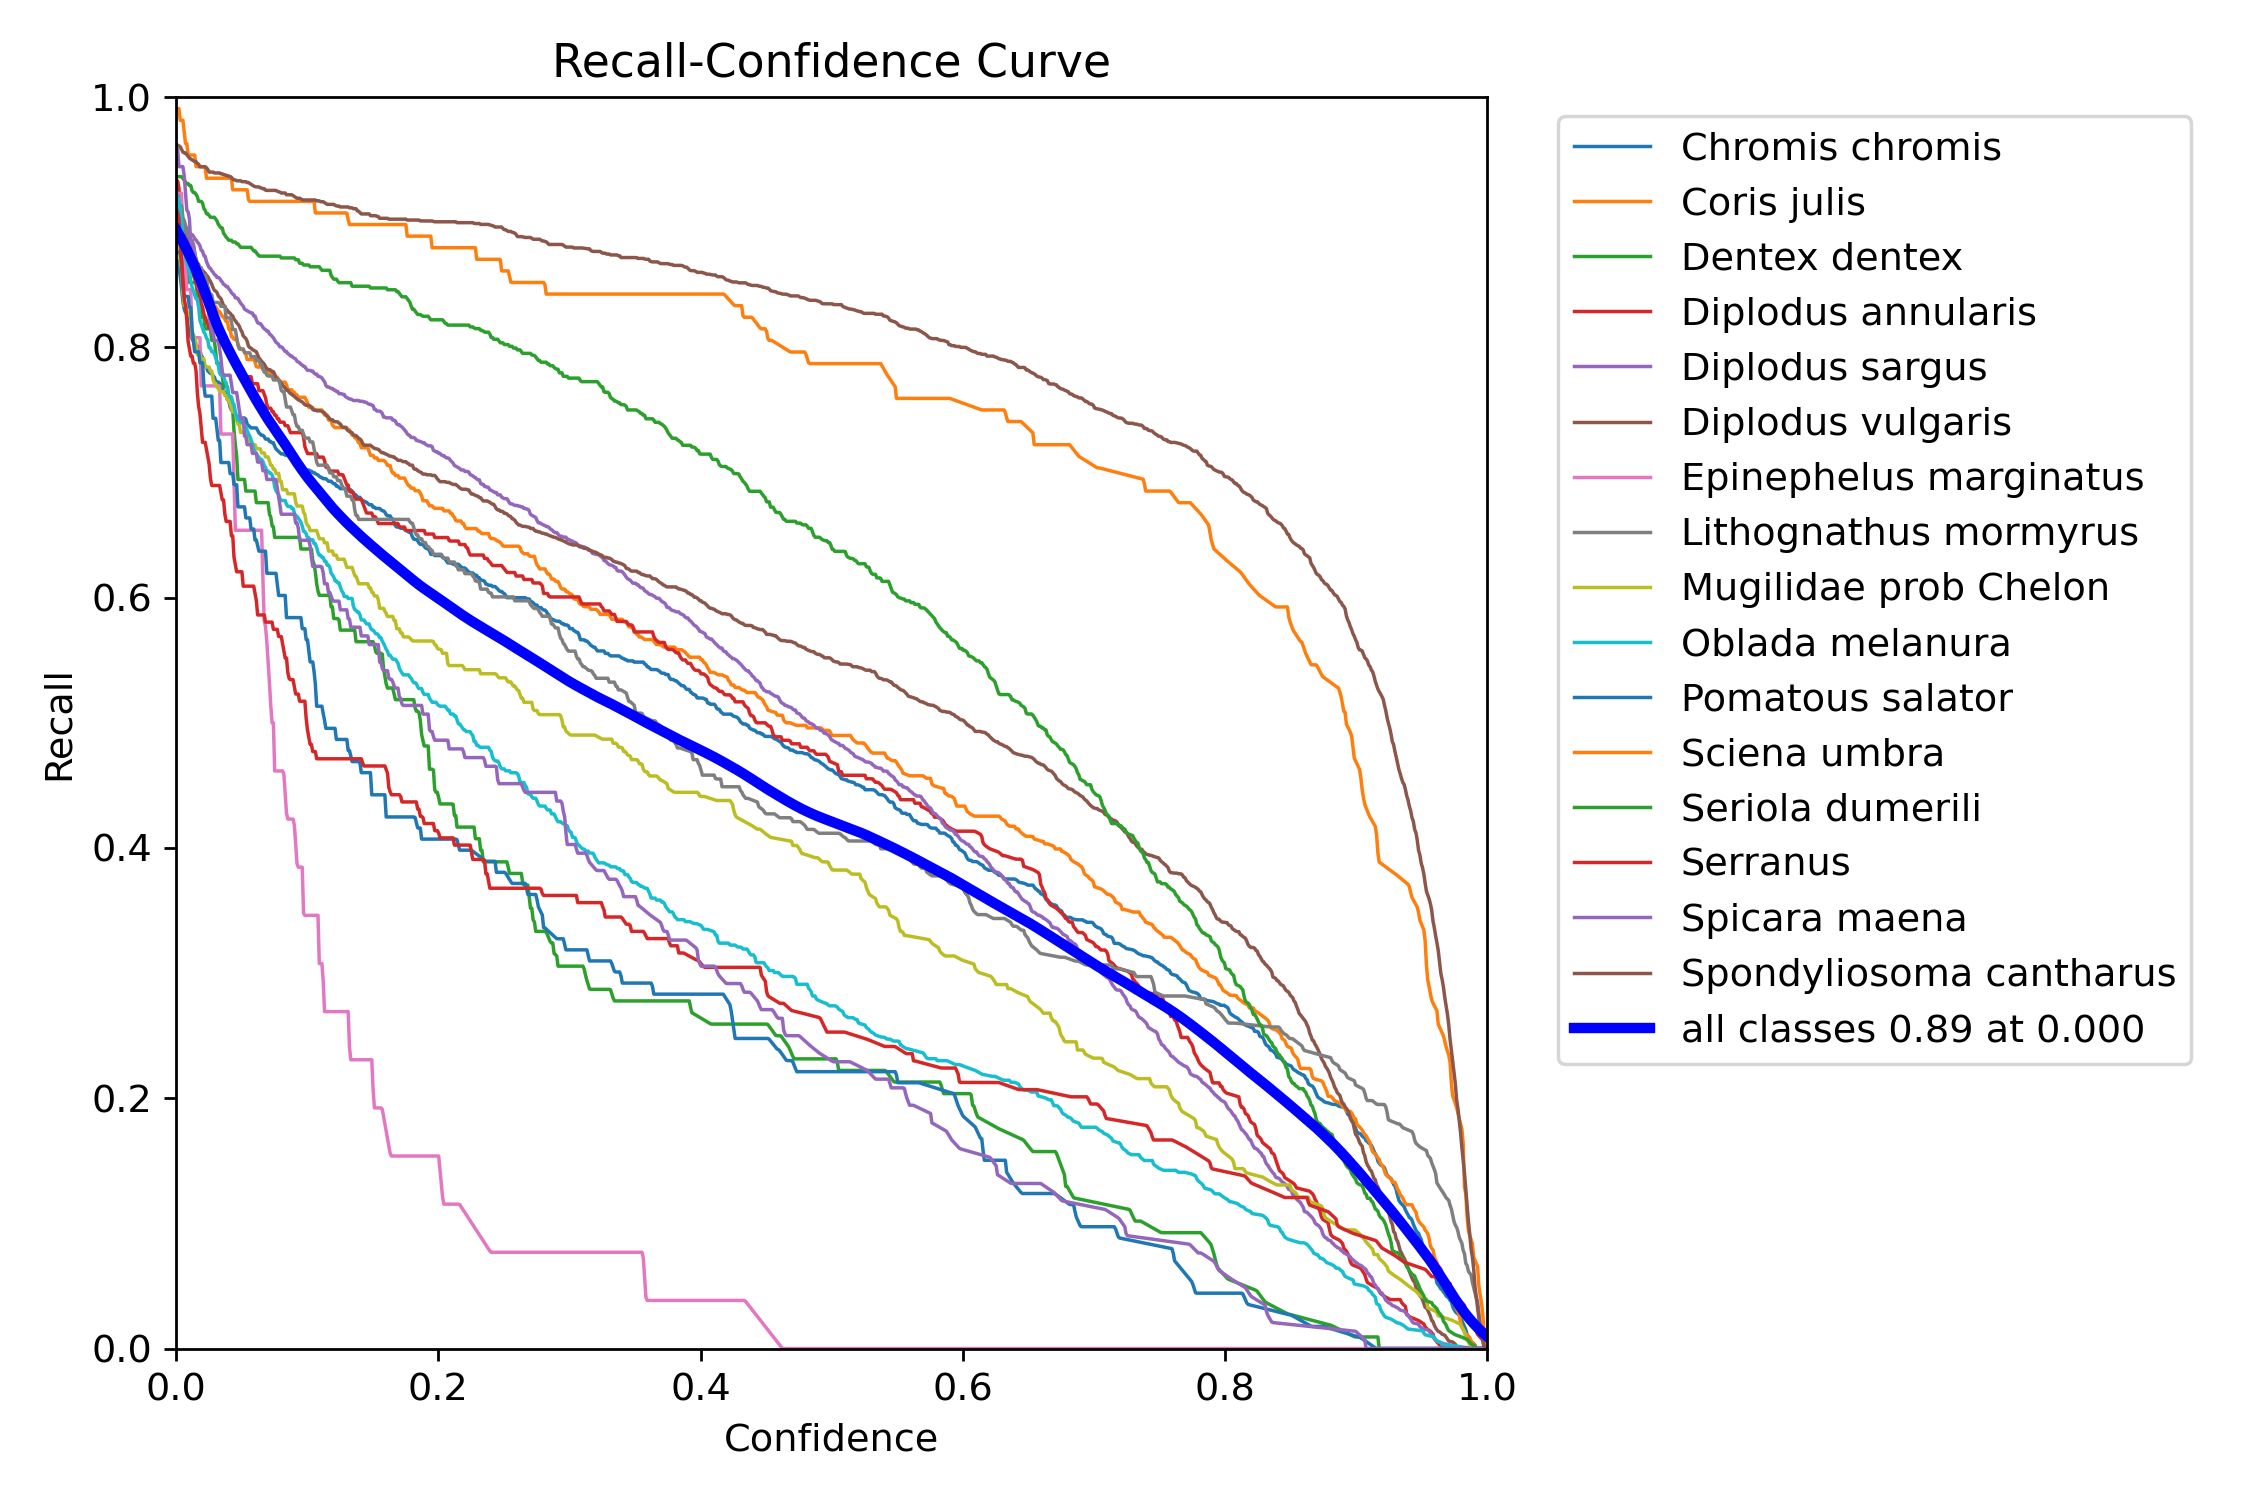 Recall-Confidence Curve
1.0
0.8
0.6
0.4
0.2
0.0
Recall
0.0 0.2 0.4 0.6 0.8 1.0
Confidence
Chromis chromis
Coris julis
Dentex dentex
Diplodus annularis
Diplodus sargus
Diplodus vulgaris
Epinephelus marginatus
Lithognathus mormyrus
Mugilidae prob Chelon
Oblada melanura
Pomatous salator
Sciena umbra
Seriola dumerili
Serranus
Spicara maena
Spondyliosoma cantharus
all classes 0.89 at 0.000